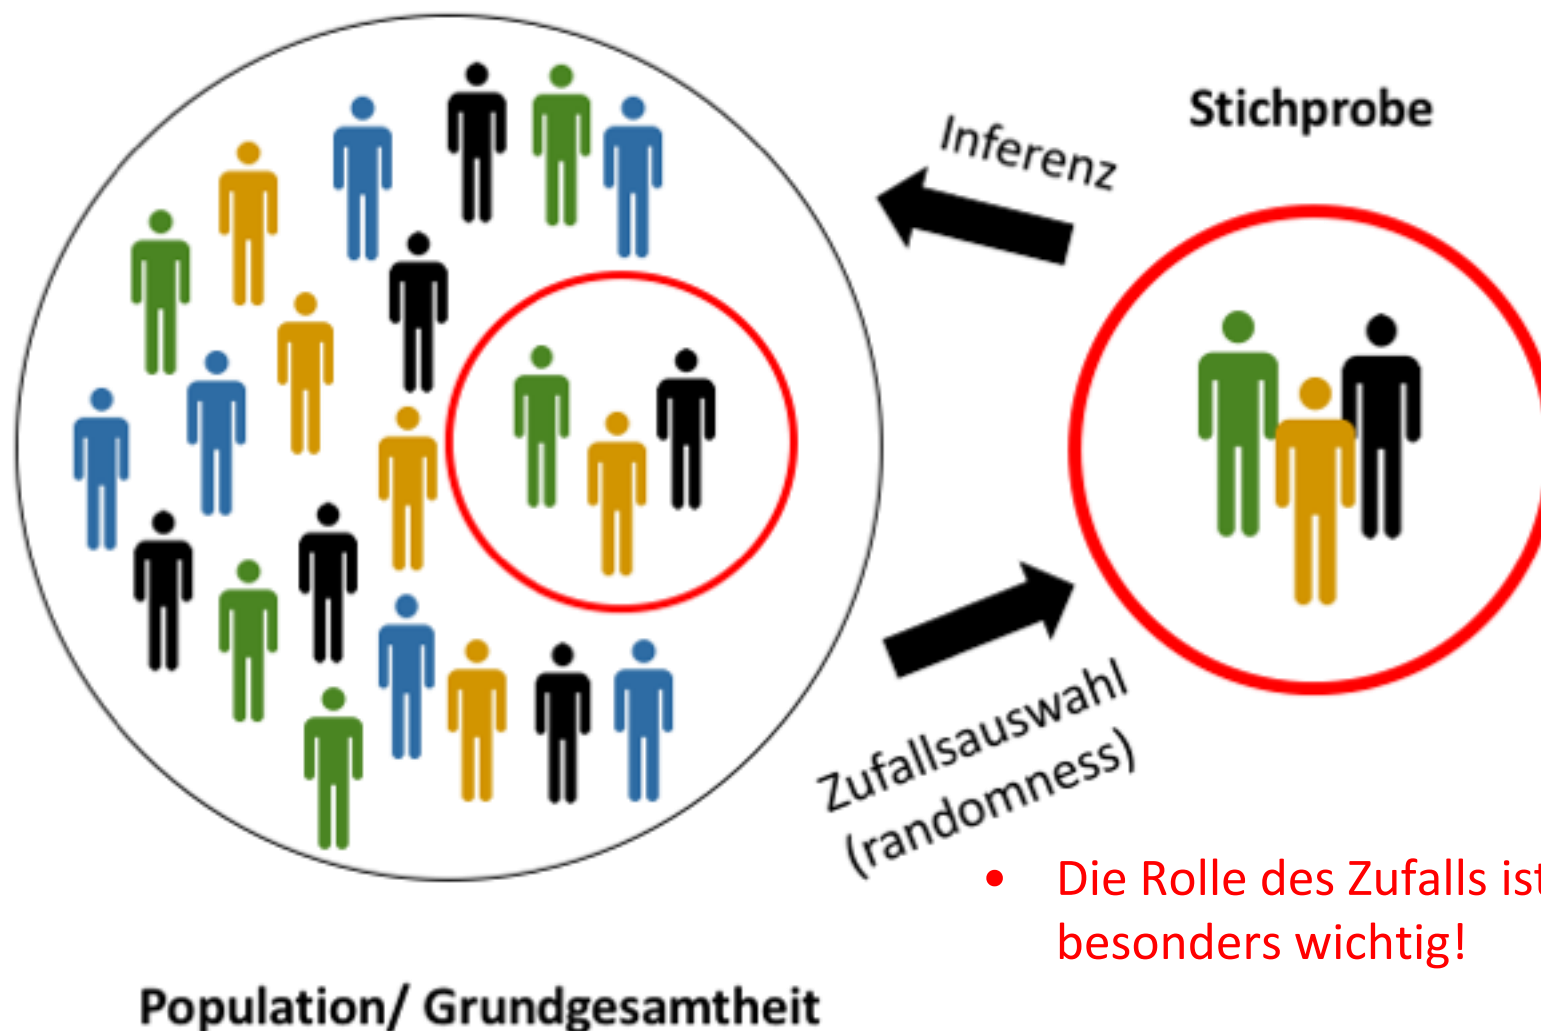 Stichprobe
Inferenz
Zufallsauswahl
(randomness)
• Die Rolle des Zufalls ist
besonders wichtig!
Population/ Grundgesamtheit